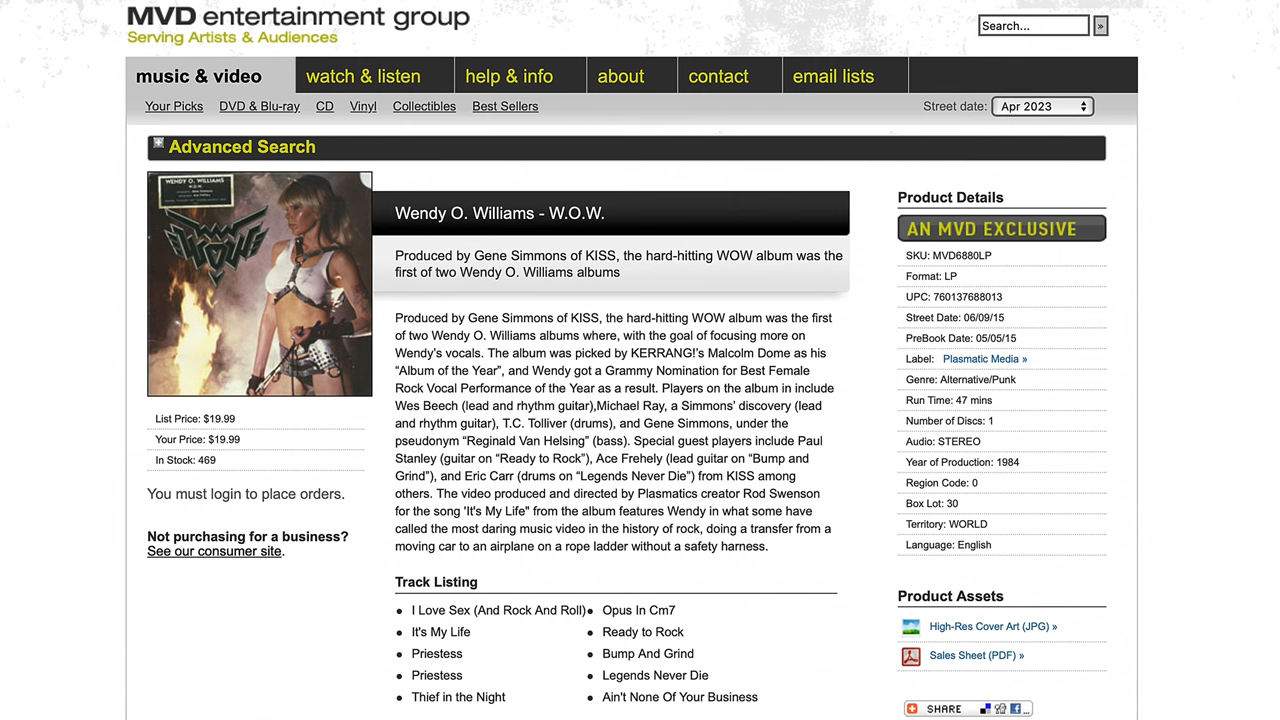 MVD entertainment group
Serving Artists & Audiences
Search...
»
music & video
watch & listen
help & info
about
contact
email lists
Your Picks
DVD & Blu-ray
CD
Vinyl
Collectibles
Best Sellers
Street date:
Apr 2023
Advanced Search
WENDY O. WILLIAMS
W.O.W.
WOW
List Price: $19.99
Your Price: $19.99
In Stock: 469
You must login to place orders.
Not purchasing for a business?
See our consumer site.
Wendy O. Williams - W.O.W.
Produced by Gene Simmons of KISS, the hard-hitting WOW album was the
first of two Wendy O. Williams albums
Produced by Gene Simmons of KISS, the hard-hitting WOW album was the first
of two Wendy O. Williams albums where, with the goal of focusing more on
Wendy's vocals. The album was picked by KERRANG!'s Malcolm Dome as his
“Album of the Year”, and Wendy got a Grammy Nomination for Best Female
Rock Vocal Performance of the Year as a result. Players on the album in include
Wes Beech (lead and rhythm guitar),Michael Ray, a Simmons’ discovery (lead
and rhythm guitar), T.C. Tolliver (drums), and Gene Simmons, under the
pseudonym “Reginald Van Helsing” (bass). Special guest players include Paul
Stanley (guitar on “Ready to Rock”), Ace Frehely (lead guitar on “Bump and
Grind”), and Eric Carr (drums on “Legends Never Die”) from KISS among
others. The video produced and directed by Plasmatics creator Rod Swenson
for the song 'It's My Life" from the album features Wendy in what some have
called the most daring music video in the history of rock, doing a transfer from a
moving car to an airplane on a rope ladder without a safety harness.
Track Listing
• I Love Sex (And Rock And Roll)
• It's My Life
• Priestess
• Priestess
• Thief in the Night
• Opus In Cm7
• Ready to Rock
• Bump And Grind
• Legends Never Die
• Ain't None Of Your Business
Product Details
AN MVD EXCLUSIVE
SKU: MVD6880LP
Format: LP
UPC: 760137688013
Street Date: 06/09/15
PreBook Date: 05/05/15
Label: Plasmatic Media »
Genre: Alternative/Punk
Run Time: 47 mins
Number of Discs: 1
Audio: STEREO
Year of Production: 1984
Region Code: 0
Box Lot: 30
Territory: WORLD
Language: English
Product Assets
High-Res Cover Art (JPG) »
Sales Sheet (PDF) »
SHARE
...